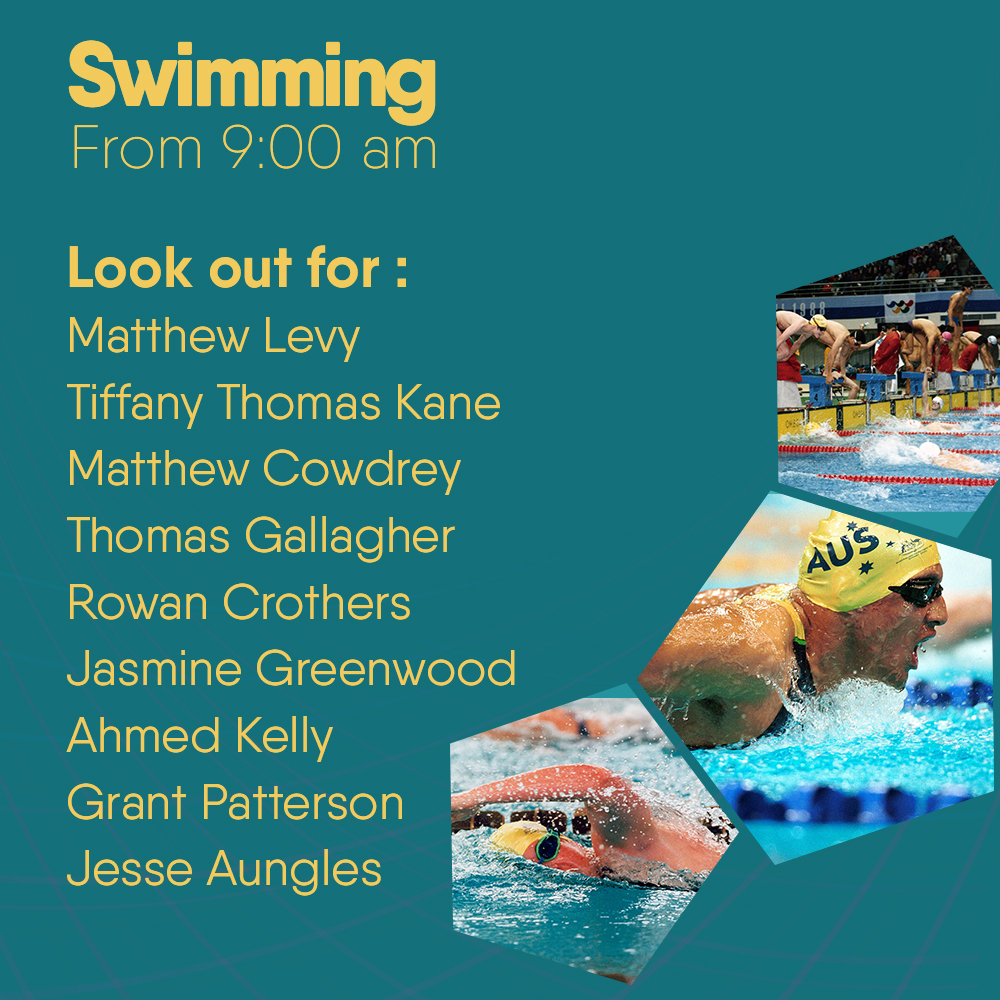 Swimming
From 9:00 am
Look out for :
Matthew Levy
Tiffany Thomas Kane
Matthew Cowdrey
Thomas Gallagher
Rowan Crothers
Jasmine Greenwood
Ahmed Kelly
Grant Patterson
Jesse Aungles
AUS